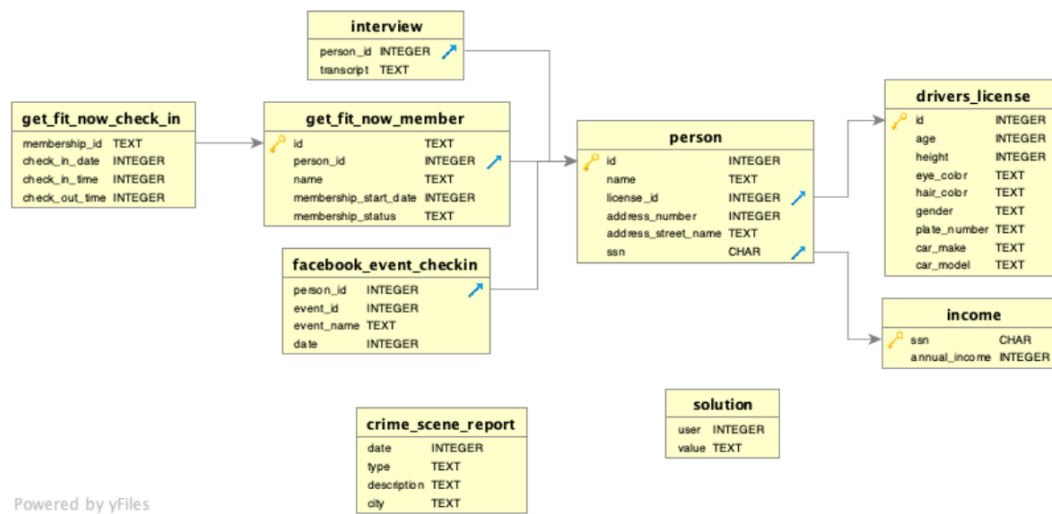 interview
person_id INTEGER
transcript TEXT
get_fit_now_check_in
membership_id TEXT
check_in_date INTEGER
check_in_time INTEGER
check_out_time INTEGER
get_fit_now_member
id TEXT
person_id INTEGER
name TEXT
membership_start_date INTEGER
membership_status TEXT
facebook_event_checkin
person_id INTEGER
event_id INTEGER
event_name TEXT
date INTEGER
person
id INTEGER
name TEXT
license_id INTEGER
address_number INTEGER
address_street_name TEXT
ssn CHAR
drivers_license
id INTEGER
age INTEGER
height INTEGER
eye_color TEXT
hair_color TEXT
gender TEXT
plate_number TEXT
car_make TEXT
car_model TEXT
income
ssn CHAR
annual_income INTEGER
solution
user INTEGER
value TEXT
crime_scene_report
date INTEGER
type TEXT
description TEXT
city TEXT
Powered by yFiles